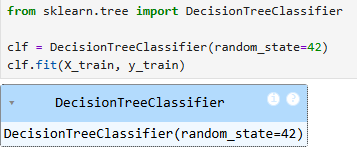 from sklearn.tree import DecisionTreeClassifier
clf = DecisionTreeClassifier(random_state=42)
clf.fit(X_train, y_train)
DecisionTreeClassifier
DecisionTreeClassifier(random_state=42)